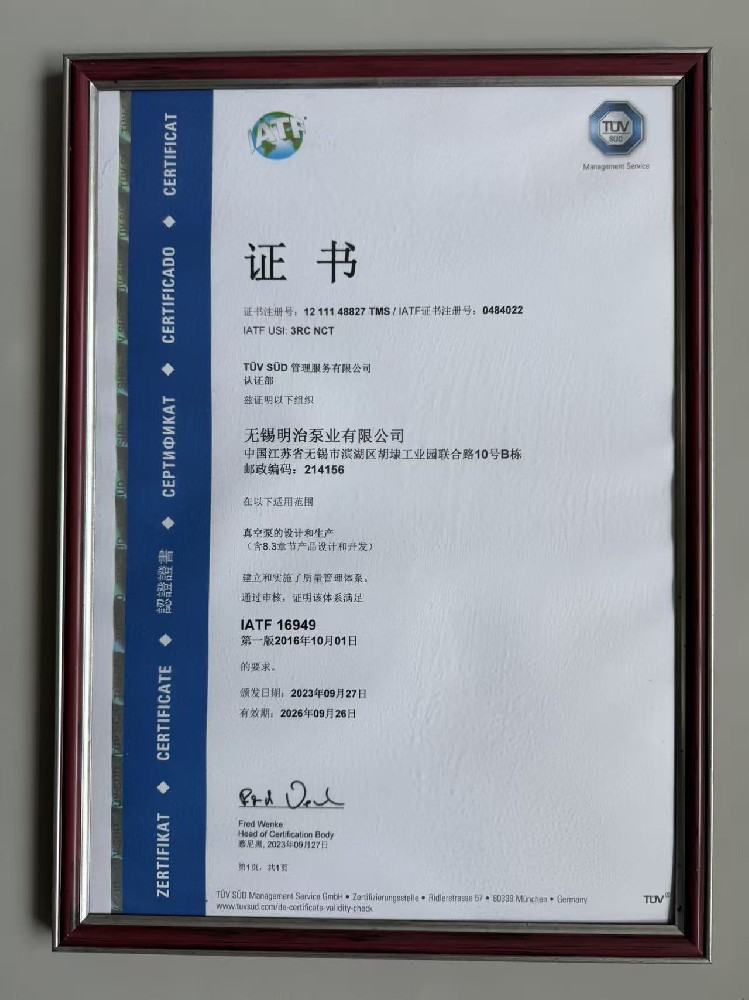 IATF
TÜV
SÜD
Management Service
证书
证书注册号：12 111 48827 TMS / IATF证书注册号：0484022
IATF USI: 3RC NCT
TÜV SÜD 管理服务有限公司
认证部
兹证明以下组织
无锡明治泵业有限公司
中国江苏省无锡市滨湖区胡埭工业园联合路10号B栋
邮政编码：214156
在以下适用范围
真空泵的设计和生产
（含8.3章节产品设计和开发）
建立和实施了质量管理体系。
通过审核，证明该体系满足
IATF 16949
第一版2016年10月01日
的要求。
颁发日期：2023年09月27日
有效期：2026年09月26日
Fred Wenke
Head of Certification Body
慕尼黑, 2023年09月27日
第1页，共1页
TÜV SÜD Management Service GmbH • Zertifizierungsstelle • Ridlerstrasse 57 • 80339 München • Germany
www.tuvsud.com/de-certificate-validity-check
TÜV®
ZERTIFIKAT ◆ CERTIFICATE ◆ 認證證書 ◆ СЕРТИФИКАТ ◆ CERTIFICADO ◆ CERTIFICAT